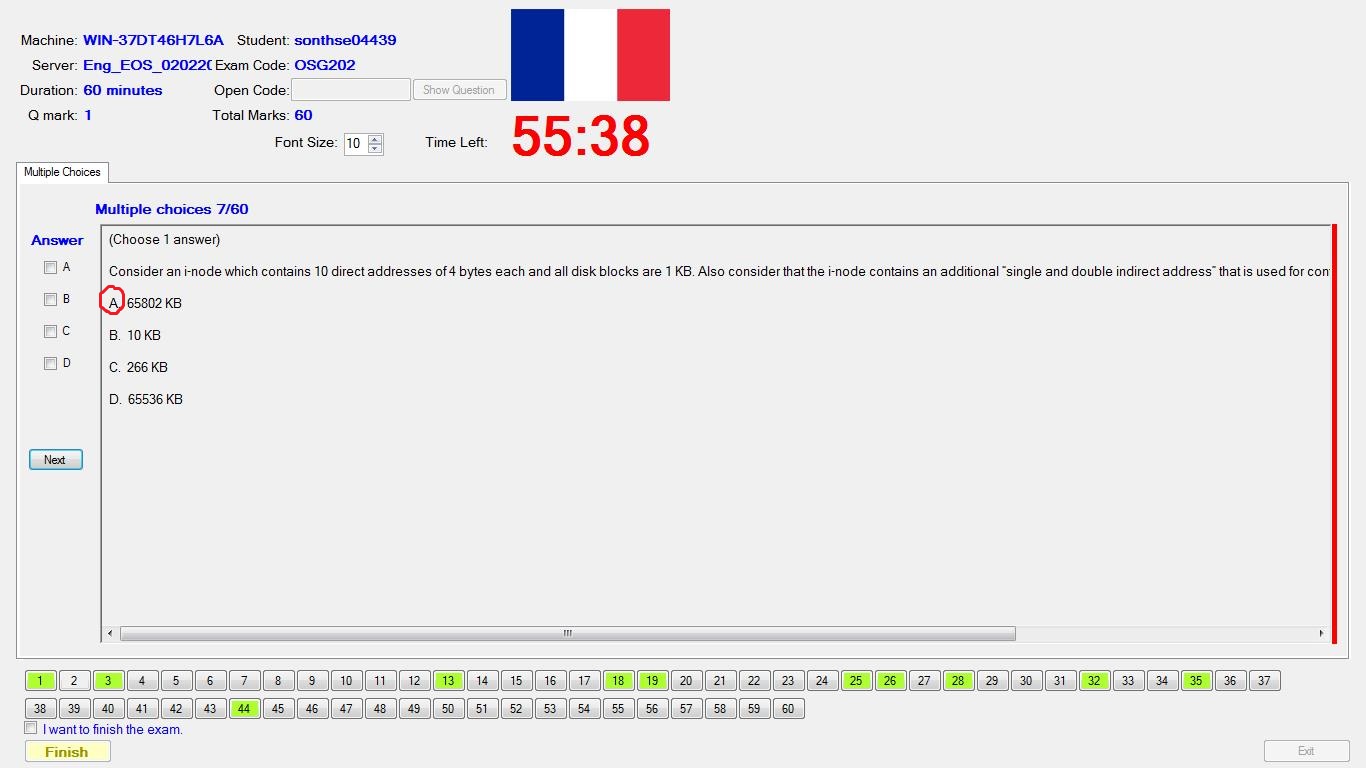 Machine: WIN-37DT46H7L6A Student: sonthse04439
Server: Eng_EOS_02022( Exam Code: OSG202
Duration: 60 minutes Open Code: Show Question
Q mark: 1 Total Marks: 60
Font Size: 10 Time Left: 55:38
Multiple Choices
Multiple choices 7/60
Answer
(Choose 1 answer)
A
Consider an i-node which contains 10 direct addresses of 4 bytes each and all disk blocks are 1 KB. Also consider that the i-node contains an additional "single and double indirect address" that is used for con
B
A. 65802 KB
C
B. 10 KB
D
C. 266 KB
D. 65536 KB
Next
1 2 3 4 5 6 7 8 9 10 11 12 13 14 15 16 17 18 19 20 21 22 23 24 25 26 27 28 29 30 31 32 33 34 35 36 37
38 39 40 41 42 43 44 45 46 47 48 49 50 51 52 53 54 55 56 57 58 59 60
I want to finish the exam.
Finish Exit